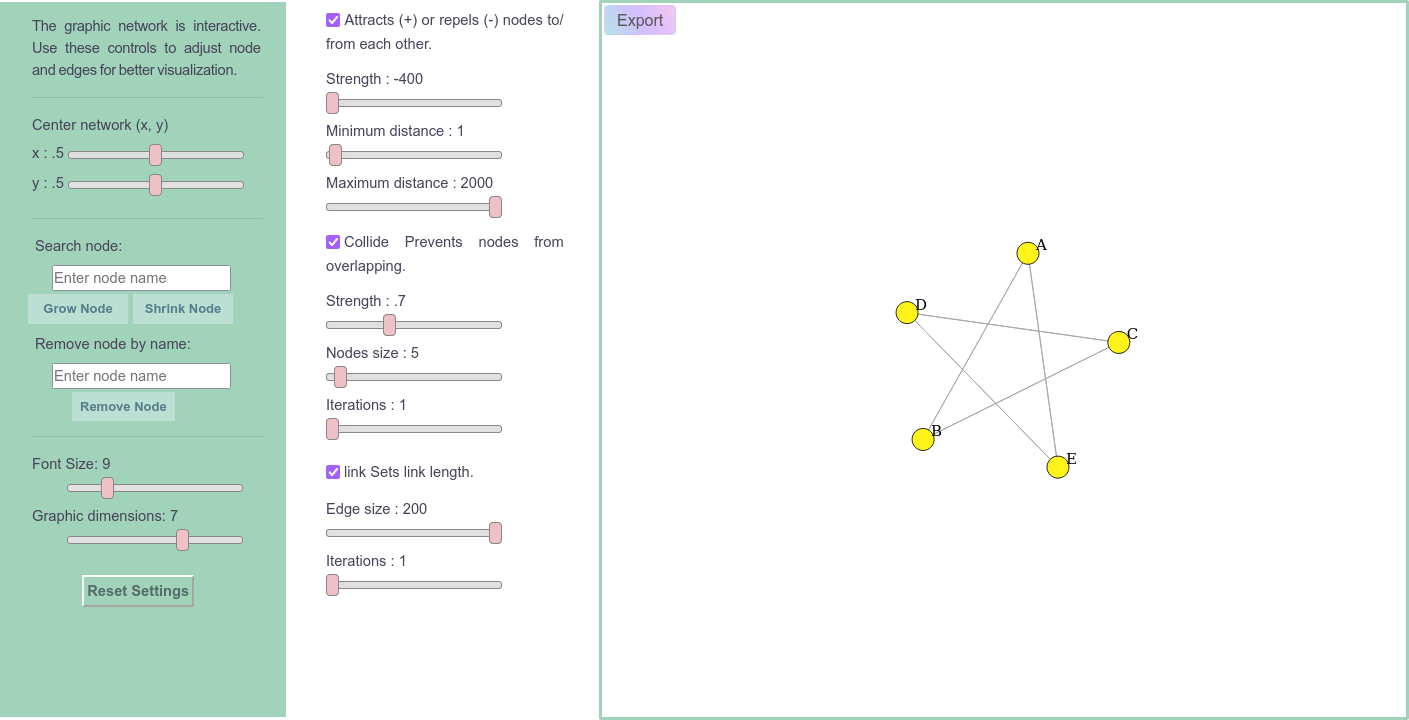 The graphic network is interactive.
Use these controls to adjust node
and edges for better visualization.
Center network (x, y)
x : .5
y : .5
Search node:
Enter node name
Grow Node
Shrink Node
Remove node by name:
Enter node name
Remove Node
Font Size: 9
Graphic dimensions: 7
Reset Settings
Attracts (+) or repels (-) nodes to/
from each other.
Strength : -400
Minimum distance : 1
Maximum distance : 2000
Collide Prevents nodes from
overlapping.
Strength : .7
Nodes size : 5
Iterations : 1
link Sets link length.
Edge size : 200
Iterations : 1
Export
A
D
C
B
E